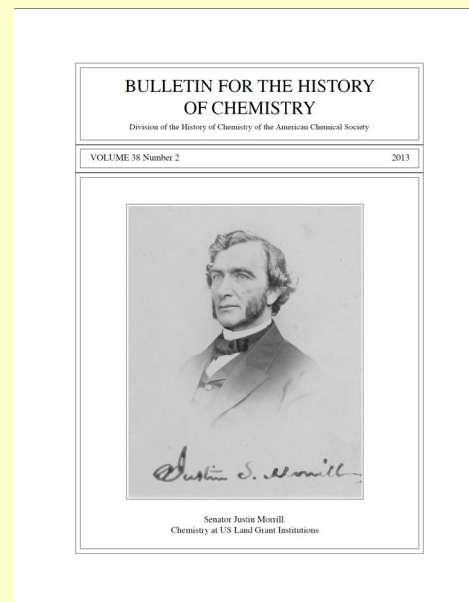 BULLETIN FOR THE HISTORY
OF CHEMISTRY
Division of the History of Chemistry of the American Chemical Society
VOLUME 38 Number 2 2013
Justin S. Morrill
Senator Justin Morrill:
Chemistry at US Land Grant Institutions